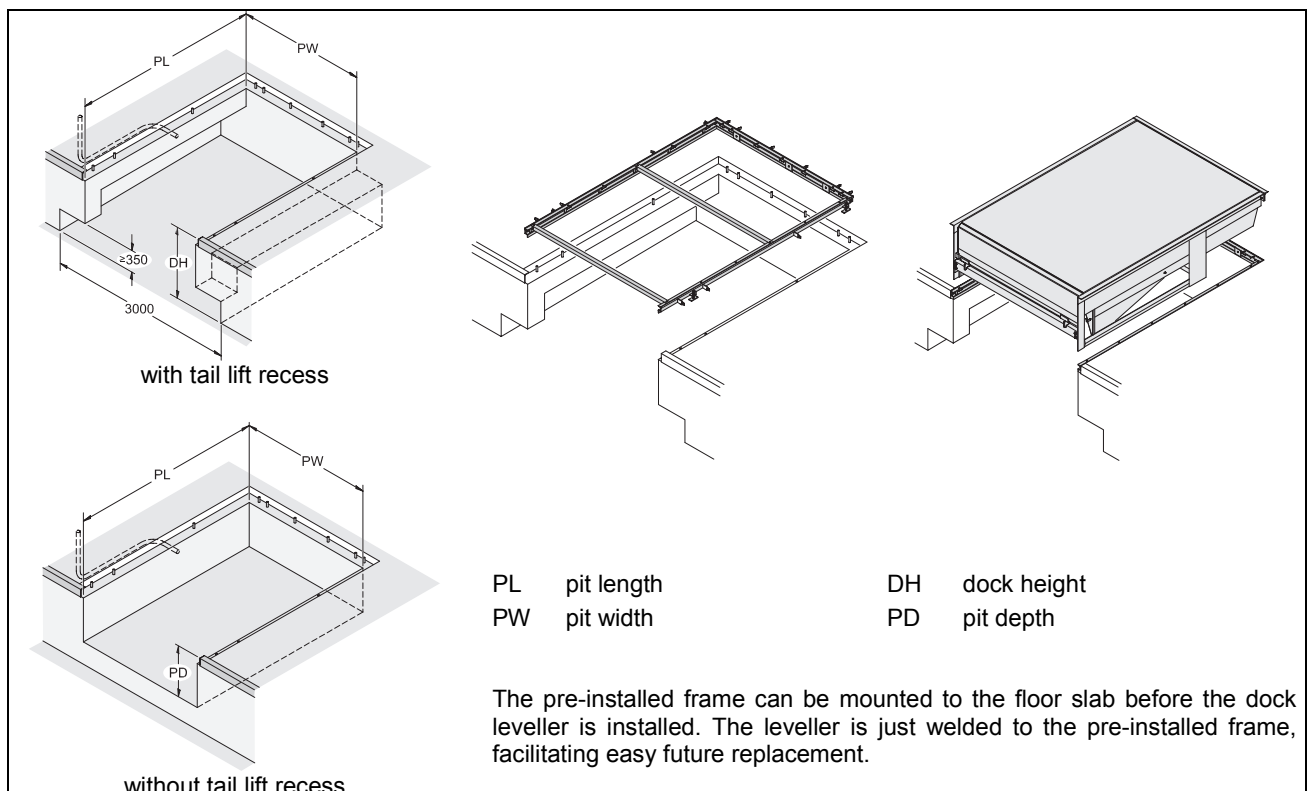 PL
PW
≥350
DH
3000
with tail lift recess
PL
PW
PD
without tail lift recess
PL pit length DH dock height
PW pit width PD pit depth
The pre-installed frame can be mounted to the floor slab before the dock
leveller is installed. The leveller is just welded to the pre-installed frame,
facilitating easy future replacement.